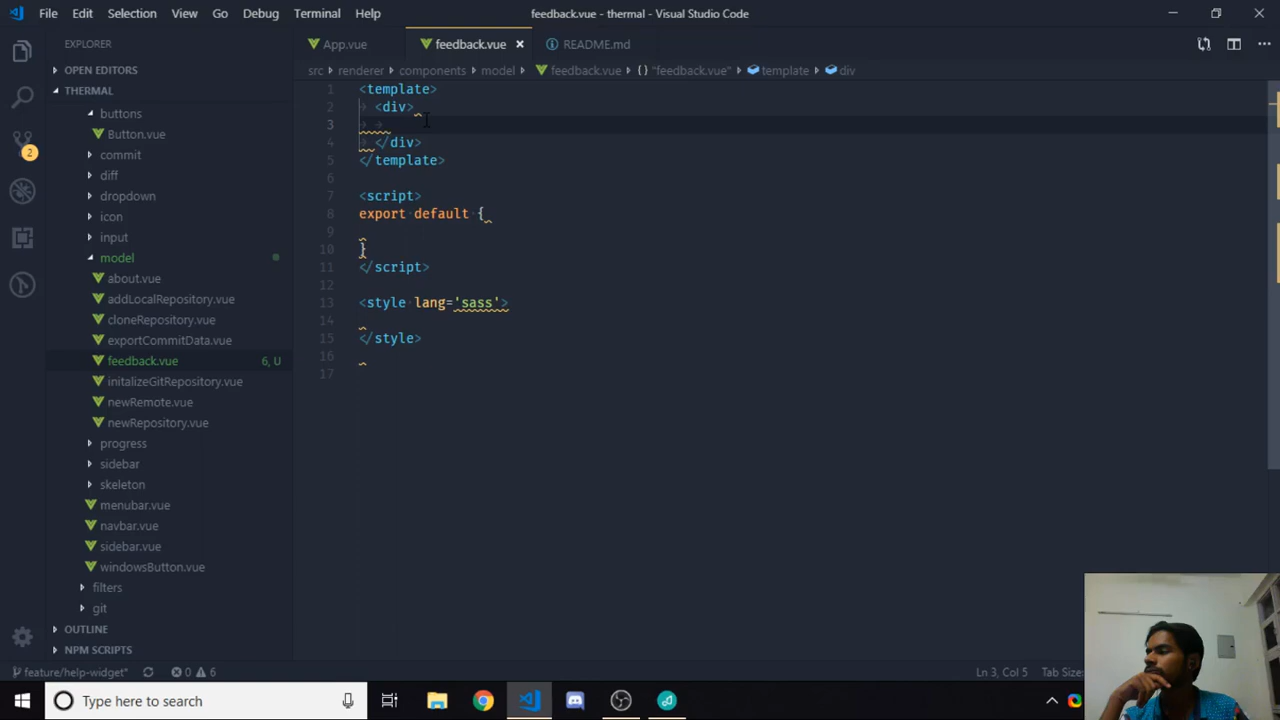 File Edit Selection View Go Debug Terminal Help feedback.vue - thermal - Visual Studio Code
EXPLORER
OPEN EDITORS
THERMAL
buttons
Button.vue
commit
diff
dropdown
icon
input
model
about.vue
addLocalRepository.vue
cloneRepository.vue
exportCommitData.vue
feedback.vue 6, U
initalizeGitRepository.vue
newRemote.vue
newRepository.vue
progress
sidebar
skeleton
menubar.vue
navbar.vue
sidebar.vue
windowsButton.vue
filters
git
OUTLINE
NPM SCRIPTS
2
App.vue feedback.vue × README.md
src renderer components model feedback.vue {} "feedback.vue" template div
1 <template>
2 <div>
3
4 </div>
5 </template>
6
7 <script>
8 export default {
9
10 }
11 </script>
12
13 <style lang='sass'>
14
15 </style>
16
17
feature/help-widget* 0 6 Ln 3, Col 5 Tab Size:
Type here to search